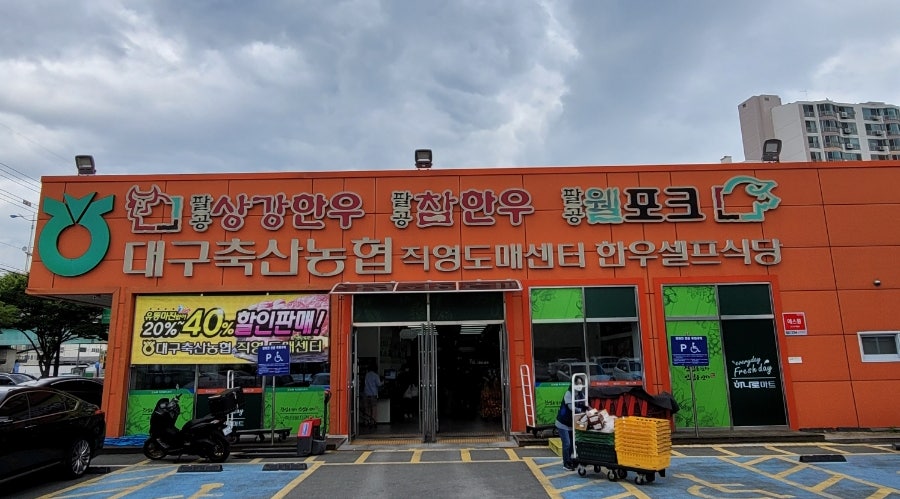 팔공상강한우 팔공참한우 팔공웰포크
대구축산농협 직영도매센터 한우셀프식당
20% 40% 할인판매!
대구축산농협 직영 도매센터
P
P
everyday
Fresh day
하나로마트